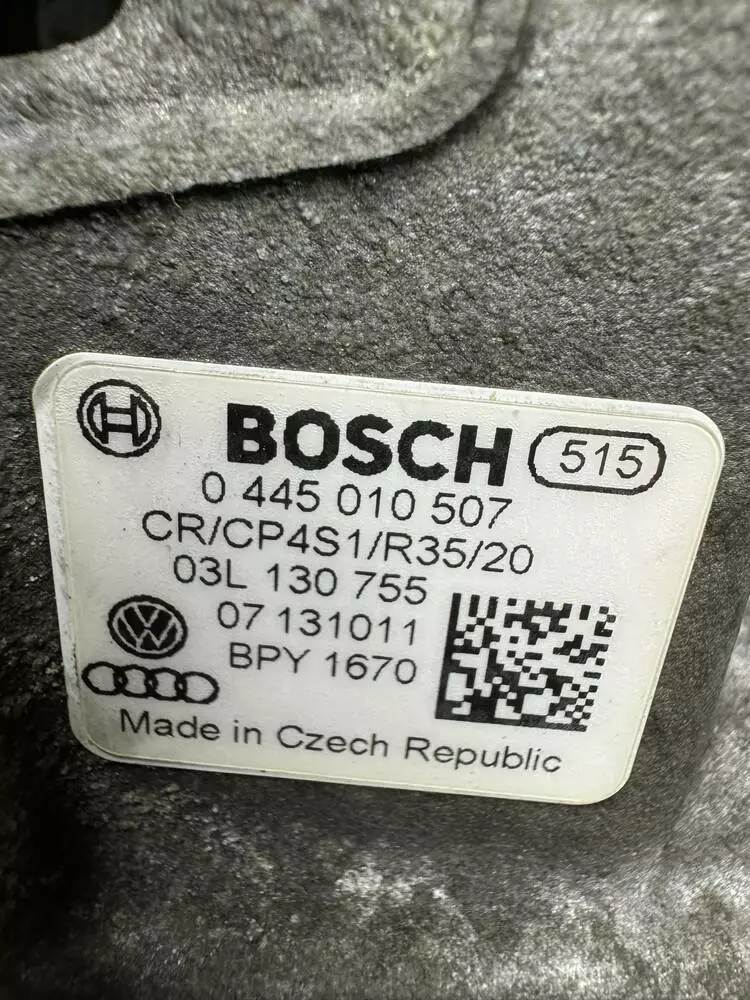 BOSCH 515
0 445 010 507
CR/CP4S1/R35/20
03L 130 755
07 131011
BPY 1670
Made in Czech Republic